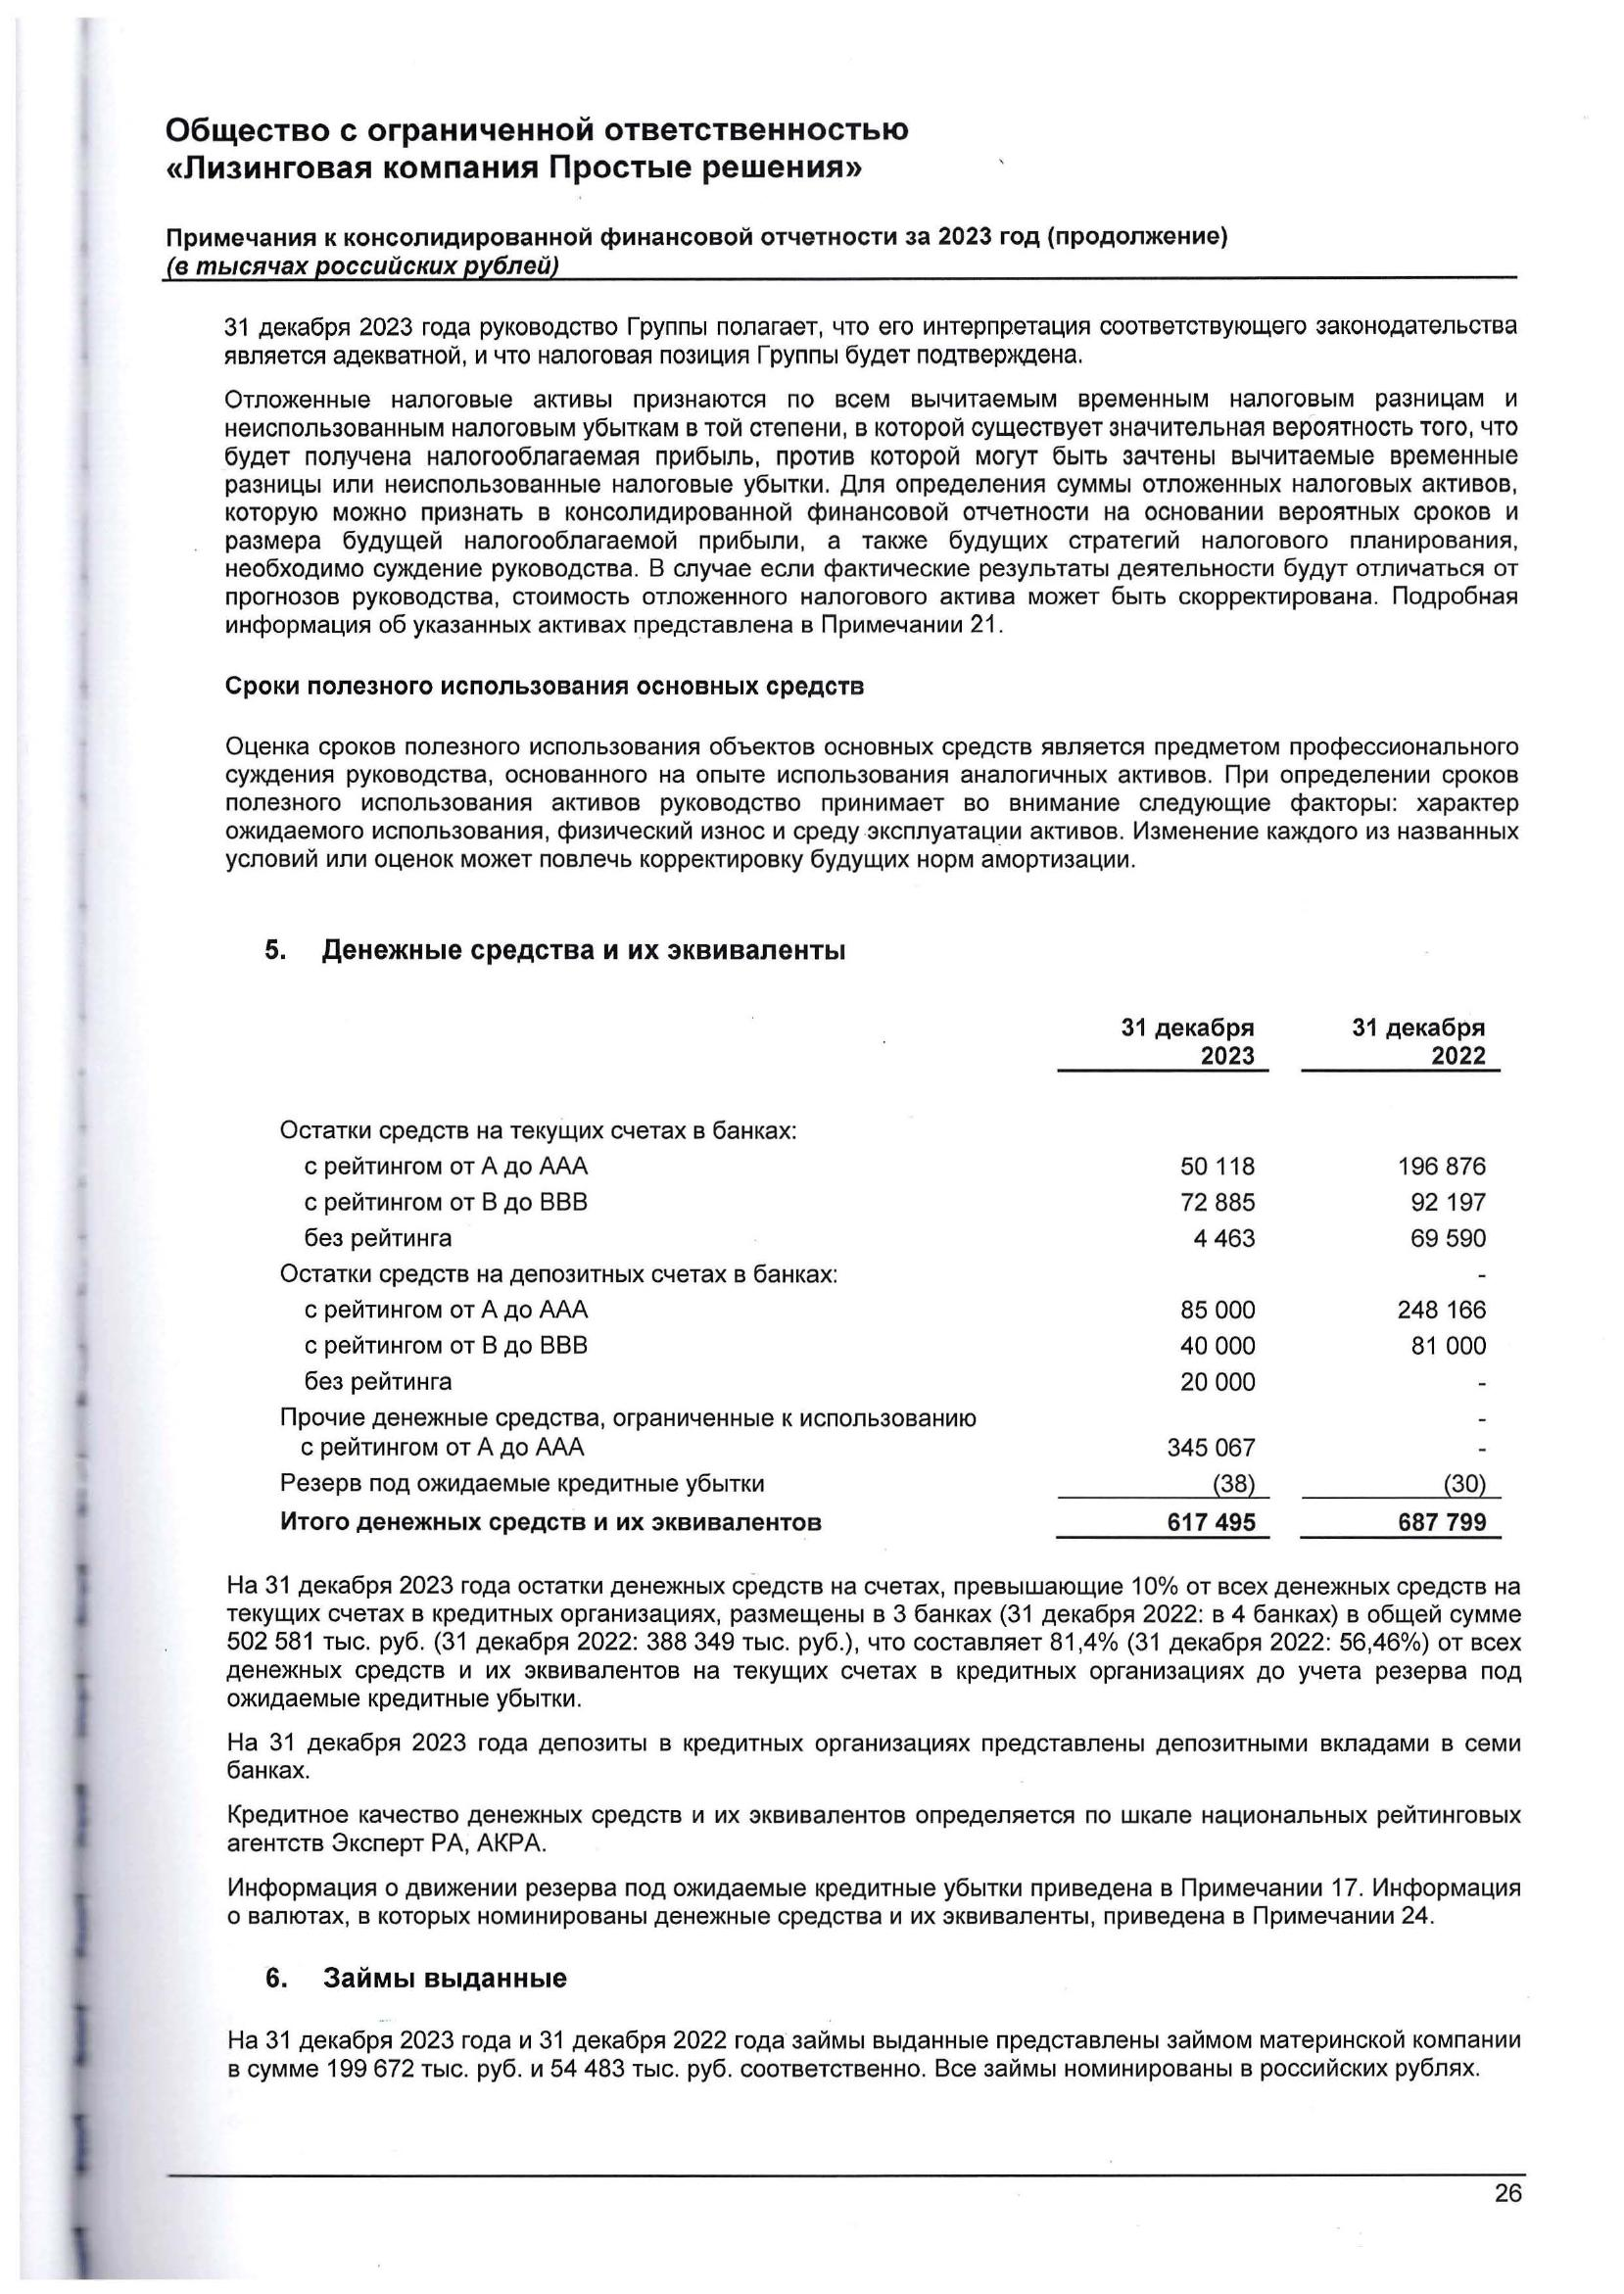 Общество с ограниченной ответственностью
«Лизинговая компания Простые решения»
Примечания к консолидированной финансовой отчетности за 2023 год (продолжение)
(в тысячах российских рублей)
31 декабря 2023 года руководство Группы полагает, что его интерпретация соответствующего законодательства
является адекватной, и что налоговая позиция Группы будет подтверждена.
Отложенные налоговые активы признаются по всем вычитаемым временным налоговым разницам и
неиспользованным налоговым убыткам в той степени, в которой существует значительная вероятность того, что
будет получена налогооблагаемая прибыль, против которой могут быть зачтены вычитаемые временные
разницы или неиспользованные налоговые убытки. Для определения суммы отложенных налоговых активов,
которую можно признать в консолидированной финансовой отчетности на основании вероятных сроков и
размера будущей налогооблагаемой прибыли, а также будущих стратегий налогового планирования,
необходимо суждение руководства. В случае если фактические результаты деятельности будут отличаться от
прогнозов руководства, стоимость отложенного налогового актива может быть скорректирована. Подробная
информация об указанных активах представлена в Примечании 21.
Сроки полезного использования основных средств
Оценка сроков полезного использования объектов основных средств является предметом профессионального
суждения руководства, основанного на опыте использования аналогичных активов. При определении сроков
полезного использования активов руководство принимает во внимание следующие факторы: характер
ожидаемого использования, физический износ и среду эксплуатации активов. Изменение каждого из названных
условий или оценок может повлечь корректировку будущих норм амортизации.
5. Денежные средства и их эквиваленты
31 декабря 31 декабря
2023 2022
Остатки средств на текущих счетах в банках:
с рейтингом от А до ААА 50 118 196 876
с рейтингом от В до ВВВ 72 885 92 197
без рейтинга 4 463 69 590
Остатки средств на депозитных счетах в банках: -
с рейтингом от А до ААА 85 000 248 166
с рейтингом от В до ВВВ 40 000 81 000
без рейтинга 20 000 -
Прочие денежные средства, ограниченные к использованию -
с рейтингом от А до ААА 345 067 -
Резерв под ожидаемые кредитные убытки (38) (30)
Итого денежных средств и их эквивалентов 617 495 687 799
На 31 декабря 2023 года остатки денежных средств на счетах, превышающие 10% от всех денежных средств на
текущих счетах в кредитных организациях, размещены в 3 банках (31 декабря 2022: в 4 банках) в общей сумме
502 581 тыс. руб. (31 декабря 2022: 388 349 тыс. руб.), что составляет 81,4% (31 декабря 2022: 56,46%) от всех
денежных средств и их эквивалентов на текущих счетах в кредитных организациях до учета резерва под
ожидаемые кредитные убытки.
На 31 декабря 2023 года депозиты в кредитных организациях представлены депозитными вкладами в семи
банках.
Кредитное качество денежных средств и их эквивалентов определяется по шкале национальных рейтинговых
агентств Эксперт РА, АКРА.
Информация о движении резерва под ожидаемые кредитные убытки приведена в Примечании 17. Информация
о валютах, в которых номинированы денежные средства и их эквиваленты, приведена в Примечании 24.
6. Займы выданные
На 31 декабря 2023 года и 31 декабря 2022 года займы выданные представлены займом материнской компании
в сумме 199 672 тыс. руб. и 54 483 тыс. руб. соответственно. Все займы номинированы в российских рублях.
26